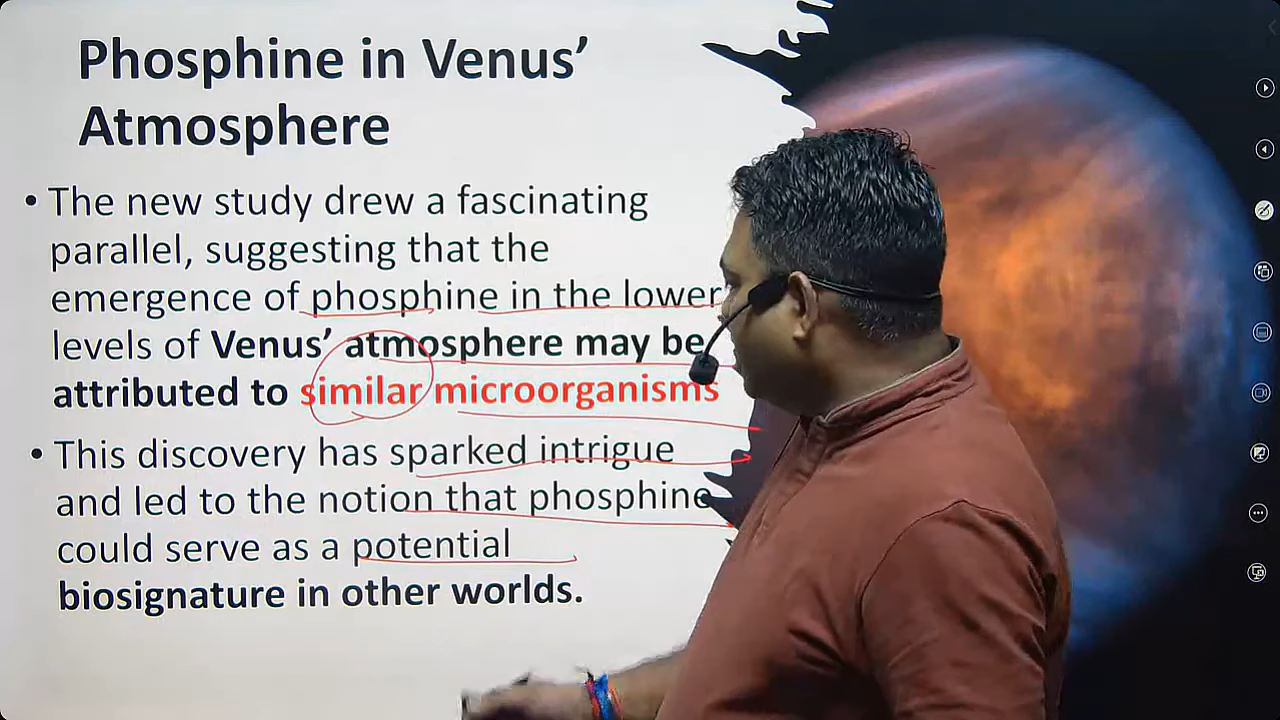 Phosphine in Venus’
Atmosphere
• The new study drew a fascinating
parallel, suggesting that the
emergence of phosphine in the lower
levels of Venus’ atmosphere may be
attributed to similar microorganisms
• This discovery has sparked intrigue
and led to the notion that phosphine
could serve as a potential
biosignature in other worlds.